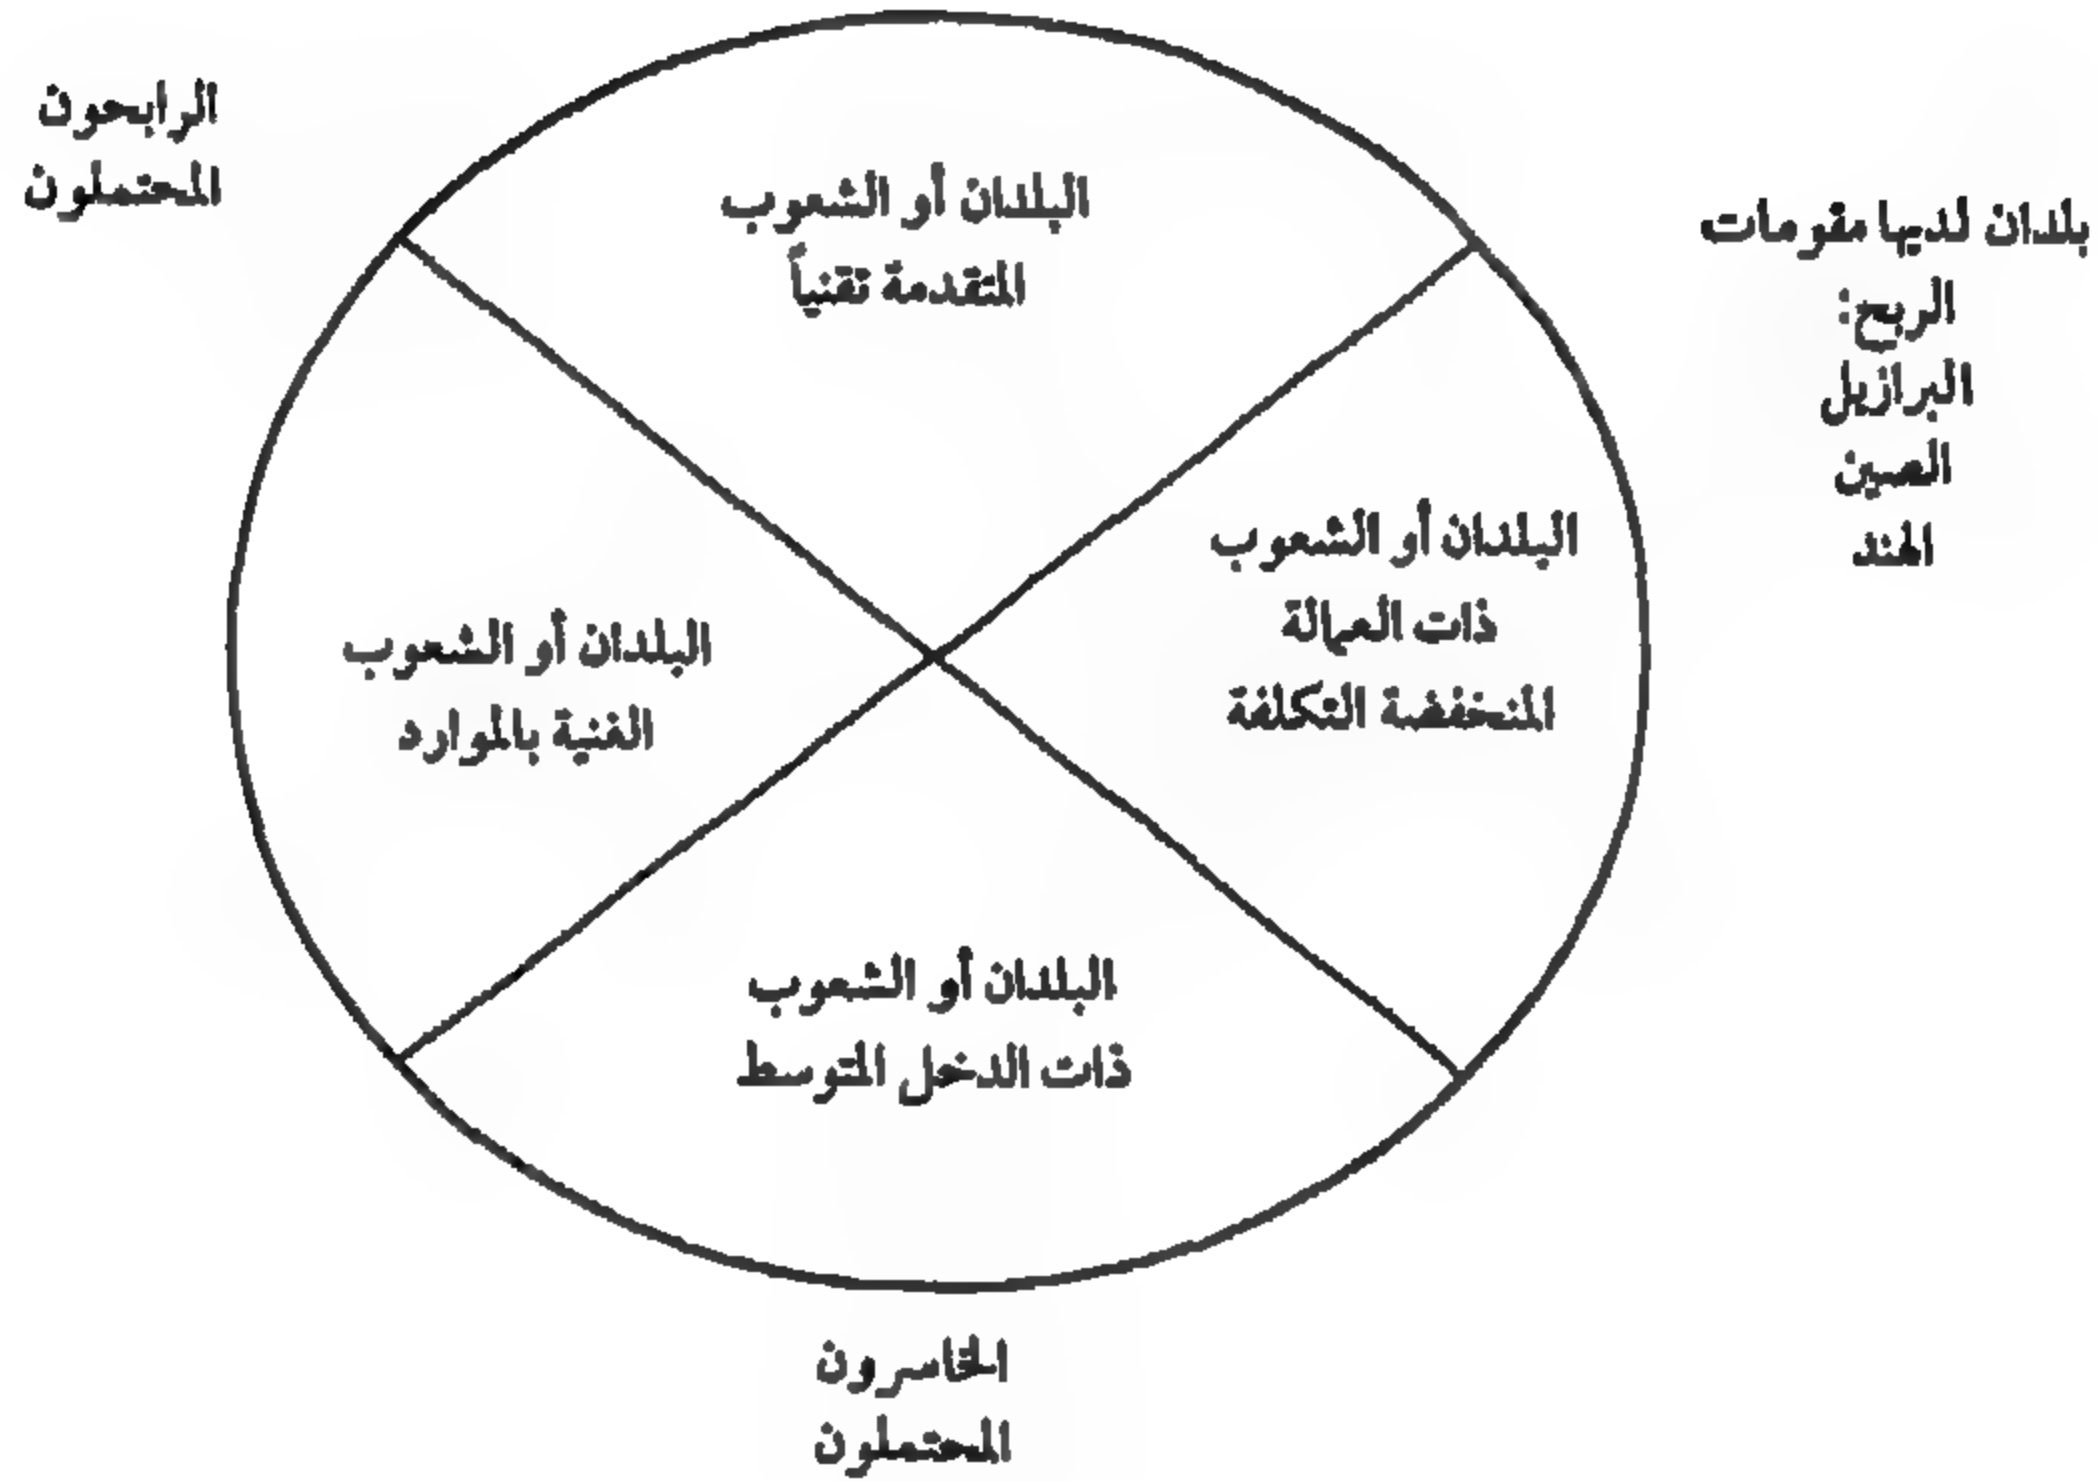 الرابحون
المحتملون
البلدان أو الشعوب
المتقدمة تقنياً
بلدان لديها مقومات
الربح:
البرازيل
الصين
الهند
البلدان أو الشعوب
ذات العمالة
المنخفضة التكلفة
البلدان أو الشعوب
الغنية بالموارد
البلدان أو الشعوب
ذات الدخل المتوسط
الخاسرون
المحتملون